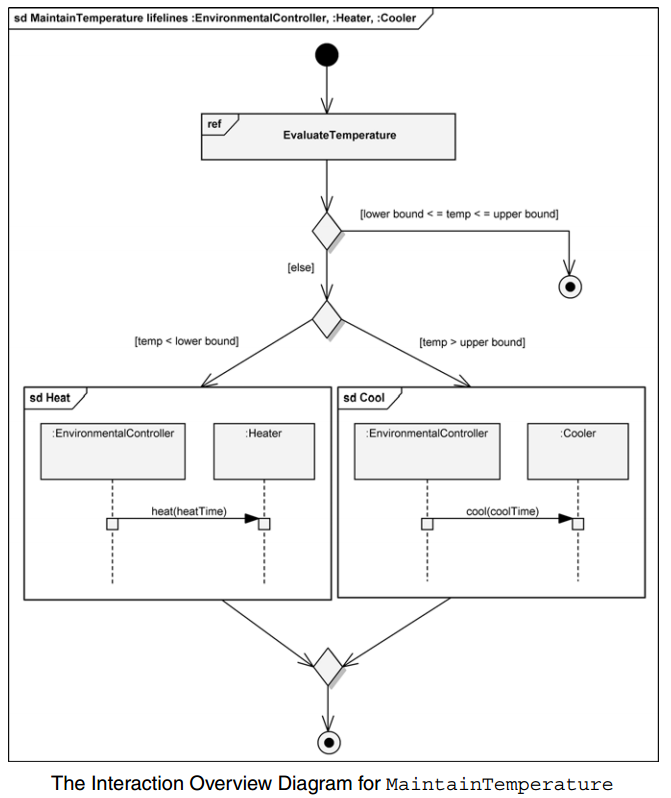 sd MaintainTemperature lifelines :EnvironmentalController, :Heater, :Cooler
ref
EvaluateTemperature
[lower bound < = temp < = upper bound]
[else]
[temp < lower bound]
[temp > upper bound]
sd Heat
:EnvironmentalController
:Heater
heat(heatTime)
sd Cool
:EnvironmentalController
:Cooler
cool(coolTime)
The Interaction Overview Diagram for MaintainTemperature